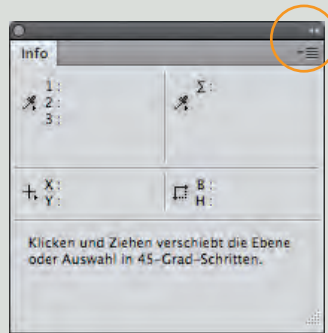 Info
1:
2:
3:
Σ:
X:
Y:
B:
H:
Klicken und Ziehen verschiebt die Ebene
oder Auswahl in 45-Grad-Schritten.